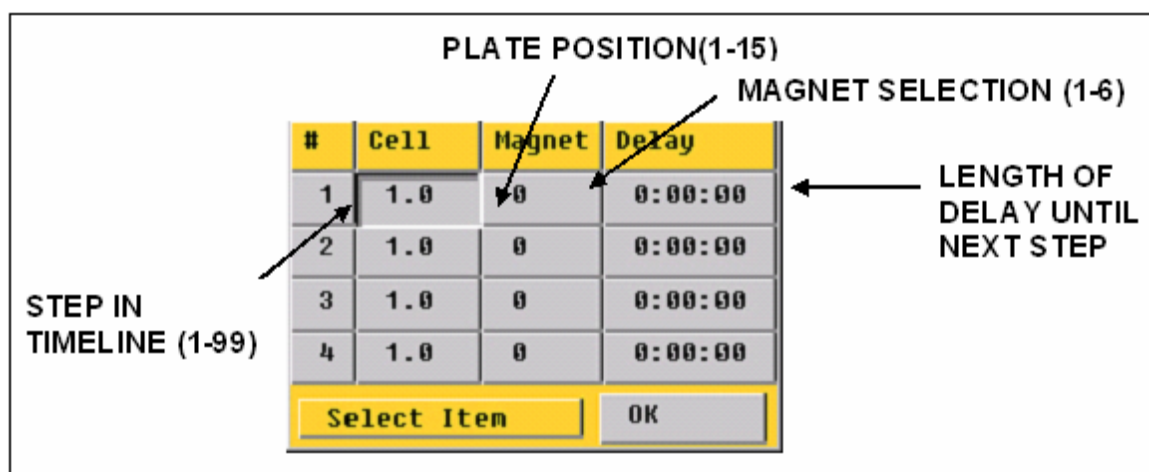 PLATE POSITION(1-15)
MAGNET SELECTION (1-6)
# Cell Magnet Delay
1 1.0 0 0:00:00
2 1.0 0 0:00:00
3 1.0 0 0:00:00
4 1.0 0 0:00:00
Select Item OK
LENGTH OF
DELAY UNTIL
NEXT STEP
STEP IN
TIMELINE (1-99)